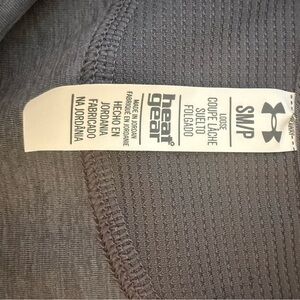 SM/P
LOOSE
COUPE LÂCHE
SUELTO
FOLGADO
heat
gear
MADE IN JORDAN
FABRIQUÉ EN JORDANIE
HECHO EN
JORDANIA
FABRICADO
NA JORDÂNIA